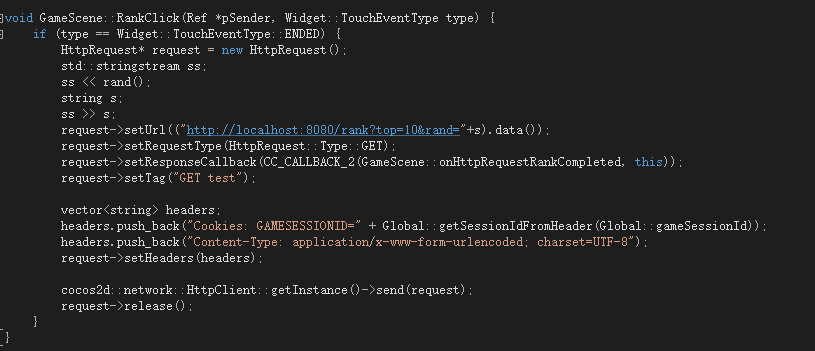 void GameScene::RankClick(Ref *pSender, Widget::TouchEventType type) {
if (type == Widget::TouchEventType::ENDED) {
HttpRequest* request = new HttpRequest();
std::stringstream ss;
ss << rand();
string s;
ss >> s;
request->setUrl(("http://localhost:8080/rank?top=10&rand="+s).data());
request->setRequestType(HttpRequest::Type::GET);
request->setResponseCallback(CC_CALLBACK_2(GameScene::onHttpRequestRankCompleted, this));
request->setTag("GET test");
vector<string> headers;
headers.push_back("Cookies: GAMESESSIONID=" + Global::getSessionIdFromHeader(Global::gameSessionId));
headers.push_back("Content-Type: application/x-www-form-urlencoded; charset=UTF-8");
request->setHeaders(headers);
cocos2d::network::HttpClient::getInstance()->send(request);
request->release();
}
}